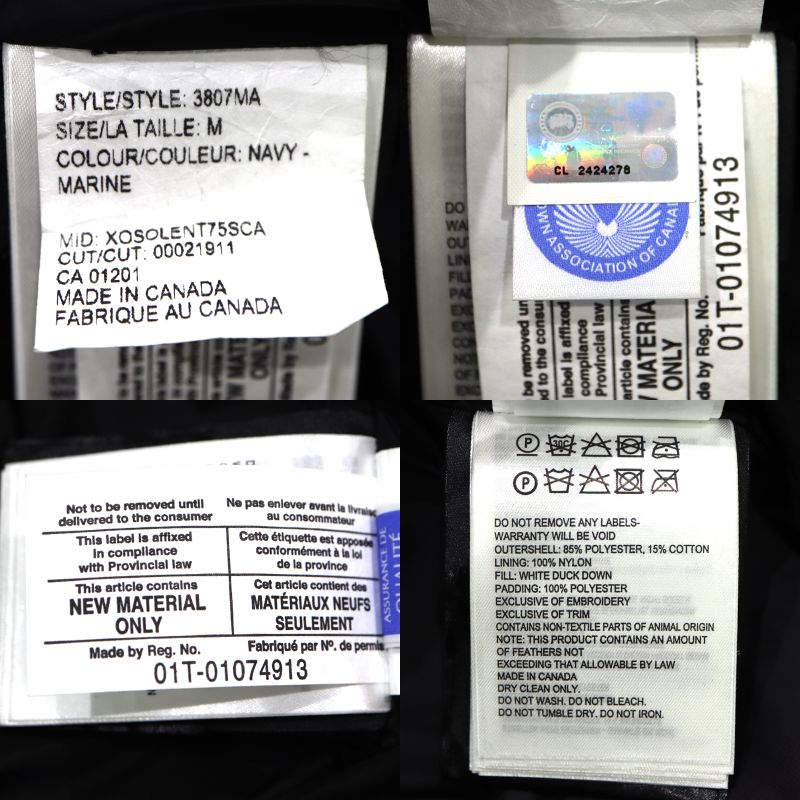 STYLE/STYLE: 3807MA
SIZE/LA TAILLE: M
COLOUR/COULEUR: NAVY -
MARINE
MID: XOSOLENT75SCA
CUT/CUT: 00021911
CA 01201
MADE IN CANADA
FABRIQUE AU CANADA
CL 2424278
ASSOCIATION OF
01T-01074913
Not to be removed until
delivered to the consumer
Ne pas enlever avant la
au consommateur
This label is affixed
in compliance
with Provincial law
Cette étiquette est apposée
conformément à la loi
de la province
This article contains
NEW MATERIAL
ONLY
Cet article contient des
MATÉRIAUX NEUFS
SEULEMENT
Made by Reg. No.
Fabriqué par Nº. de permis
01T-01074913
ASSURANCE DE
QUALITÉ
P 30C
P
DO NOT REMOVE ANY LABELS-
WARRANTY WILL BE VOID
OUTERSHELL: 85% POLYESTER, 15% COTTON
LINING: 100% NYLON
FILL: WHITE DUCK DOWN
PADDING: 100% POLYESTER
EXCLUSIVE OF EMBROIDERY
EXCLUSIVE OF TRIM
CONTAINS NON-TEXTILE PARTS OF ANIMAL ORIGIN
NOTE: THIS PRODUCT CONTAINS AN AMOUNT
OF FEATHERS NOT
EXCEEDING THAT ALLOWABLE BY LAW
MADE IN CANADA
DRY CLEAN ONLY.
DO NOT WASH. DO NOT BLEACH.
DO NOT TUMBLE DRY. DO NOT IRON.